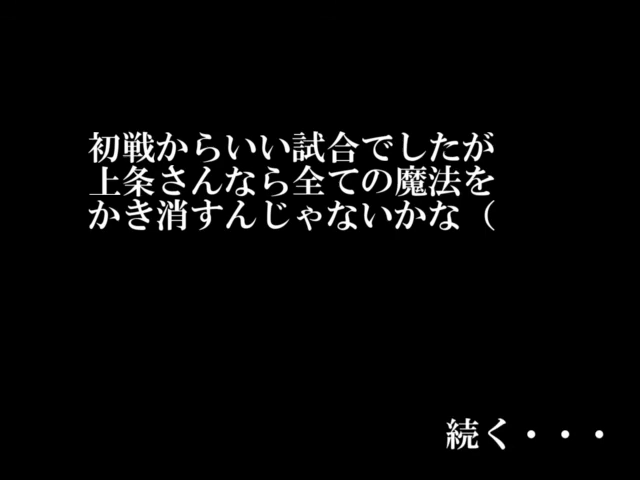 初戦からいい試合でしたが
上条さんなら全ての魔法を
かき消すんじゃないかな（
続く・・・